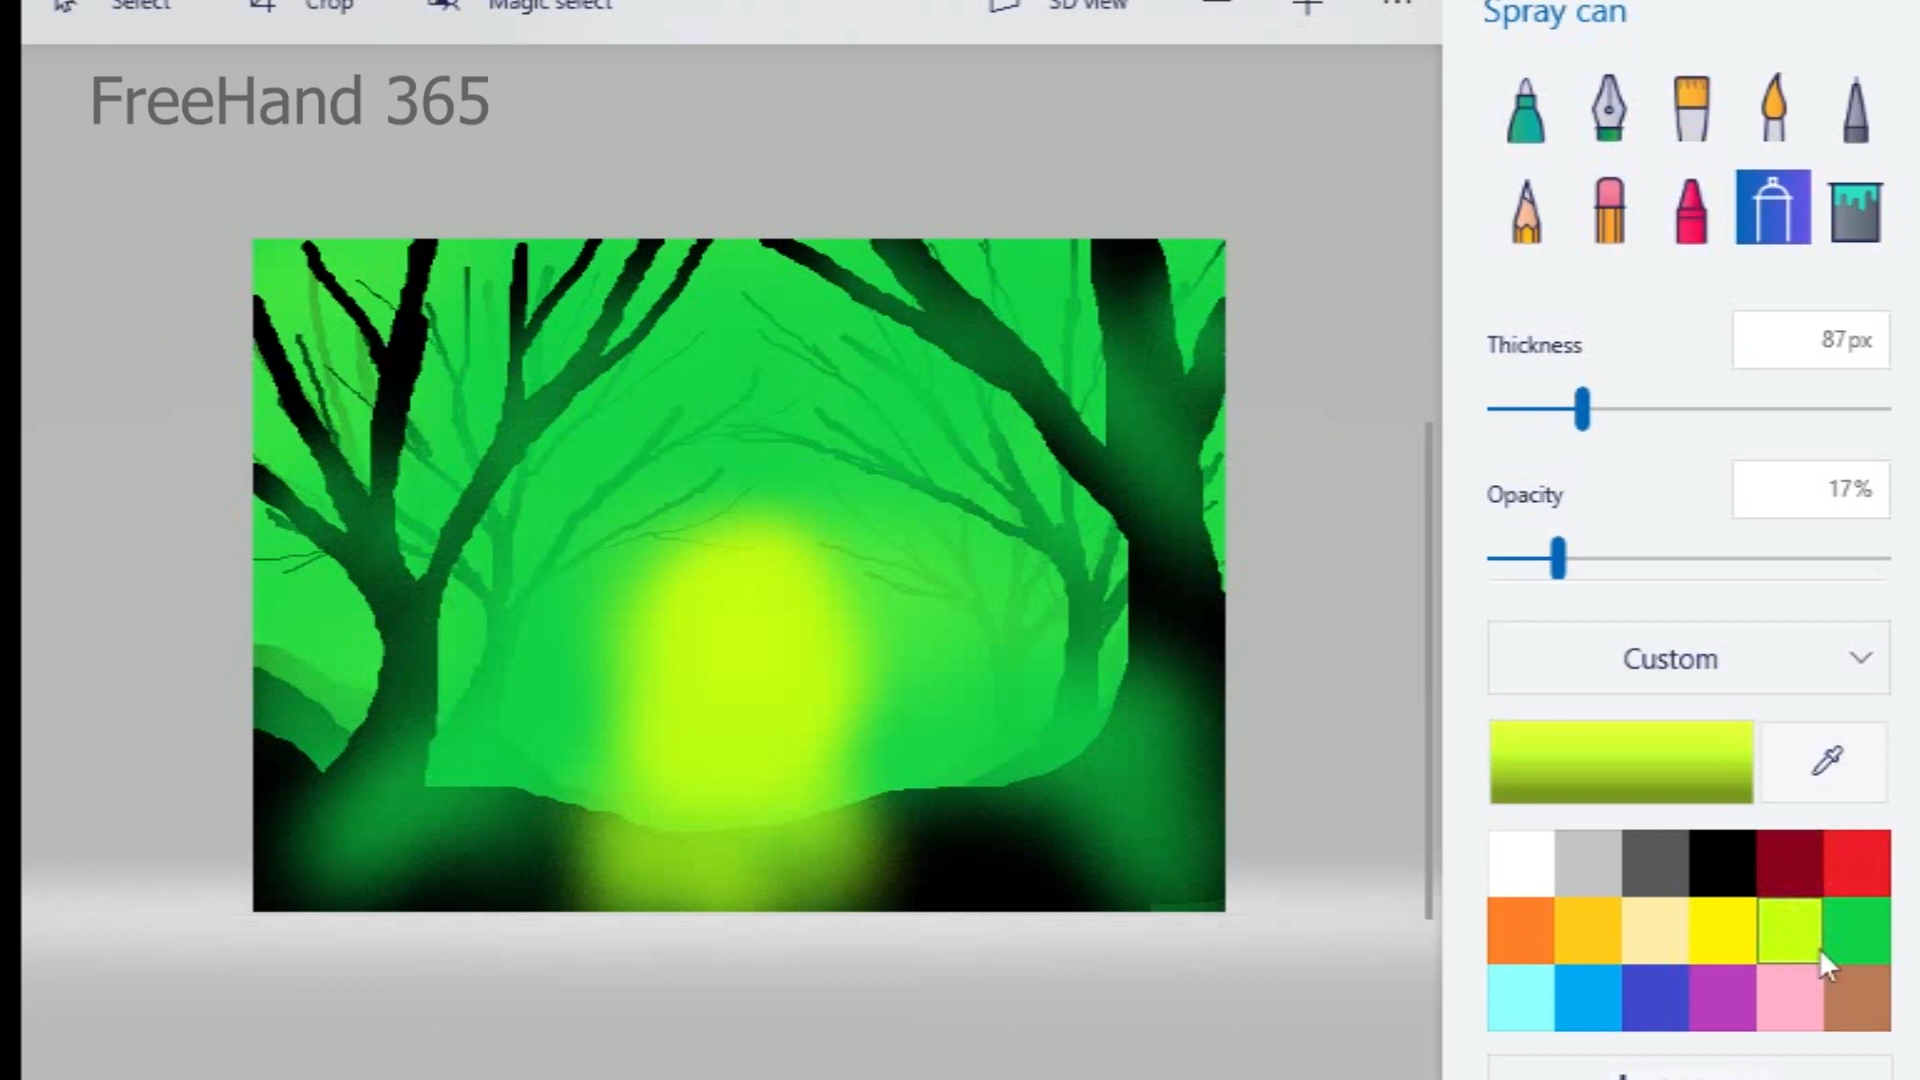 Select
Crop
Magic select
3D view
Spray can
FreeHand 365
Thickness
87px
Opacity
17%
Custom